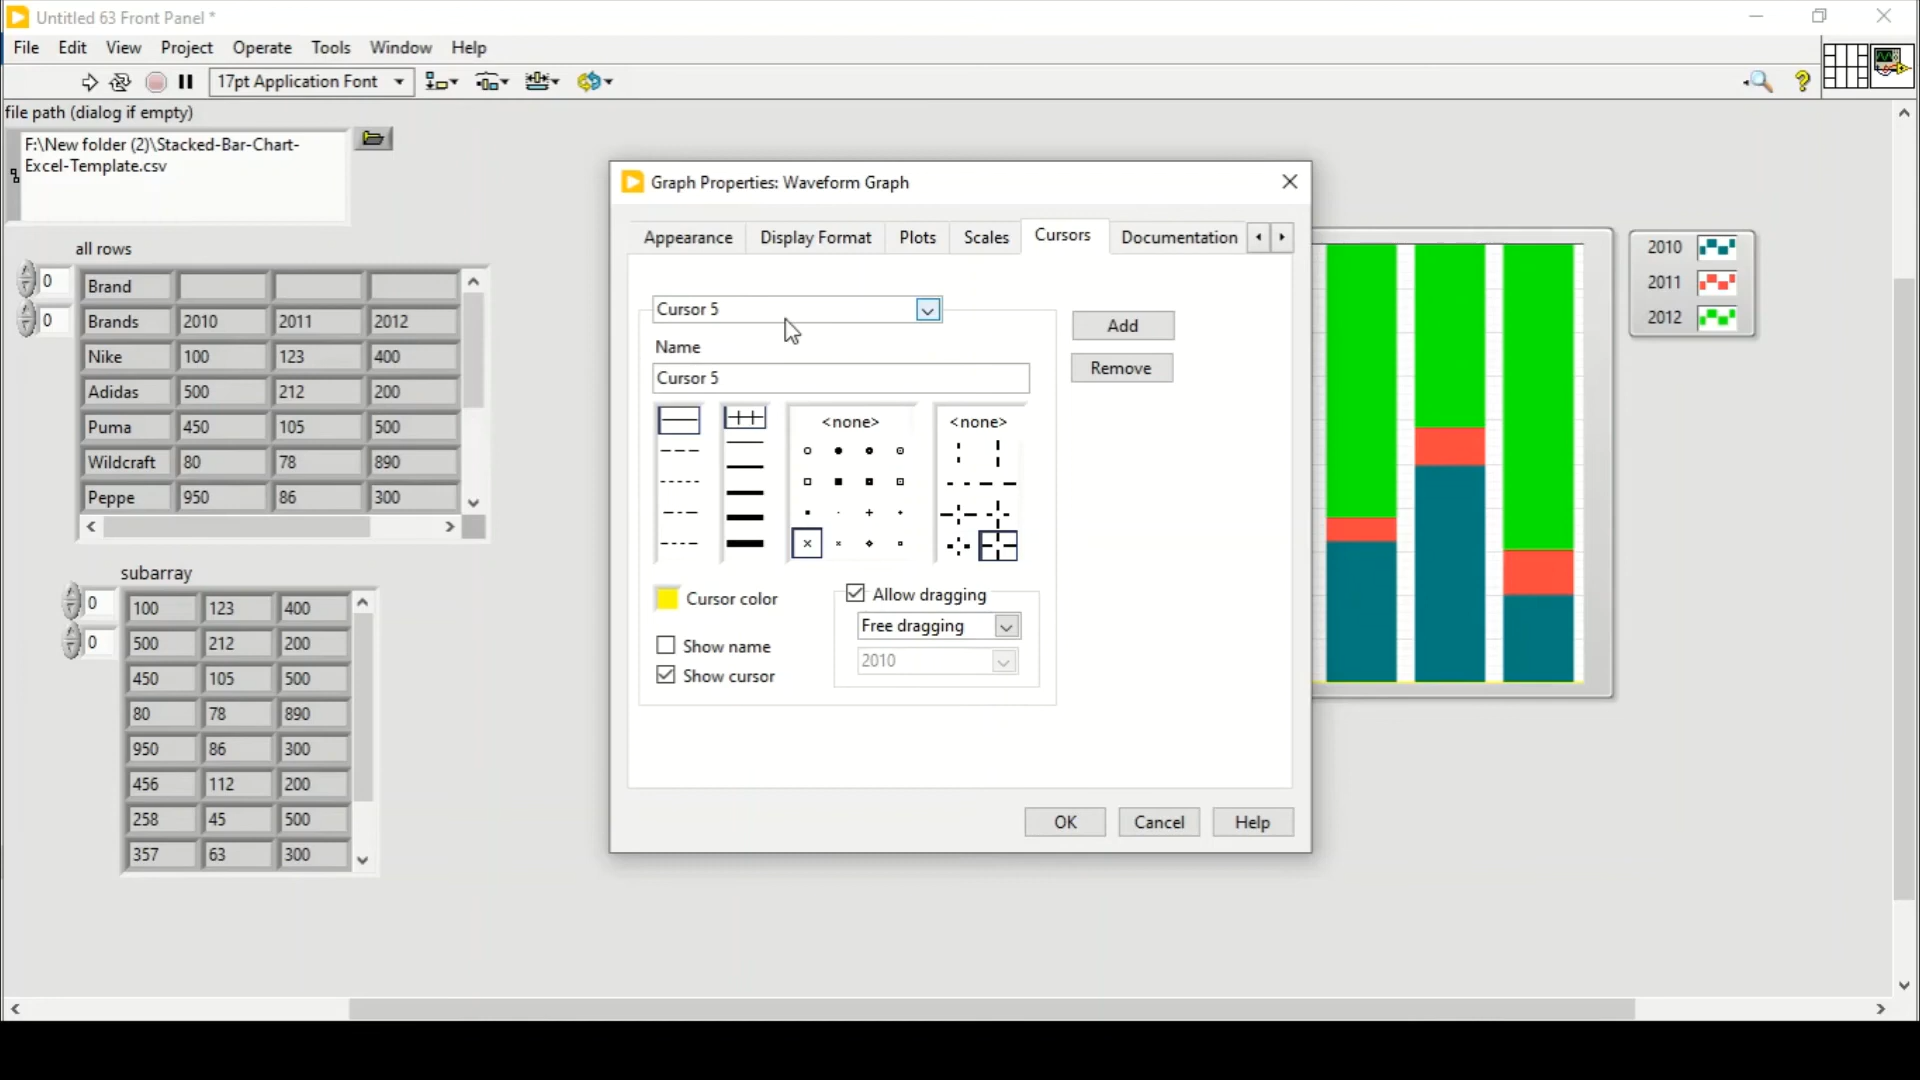 Untitled 63 Front Panel *
File Edit View Project Operate Tools Window Help
17pt Application Font
file path (dialog if empty)
F:\New folder (2)\Stacked-Bar-Chart-
Excel-Template.csv
all rows
0
0
Brand
Brands 2010 2011 2012
Nike 100 123 400
Adidas 500 212 200
Puma 450 105 500
Wildcraft 80 78 890
Peppe 950 86 300
subarray
0
0
100 123 400
500 212 200
450 105 500
80 78 890
950 86 300
456 112 200
258 45 500
357 63 300
Graph Properties: Waveform Graph
Appearance Display Format Plots Scales Cursors Documentation
Cursor 5
Name
Cursor 5
Add
Remove
<none> <none>
Cursor color
Show name
Show cursor
Allow dragging
Free dragging
2010
OK Cancel Help
2010
2011
2012